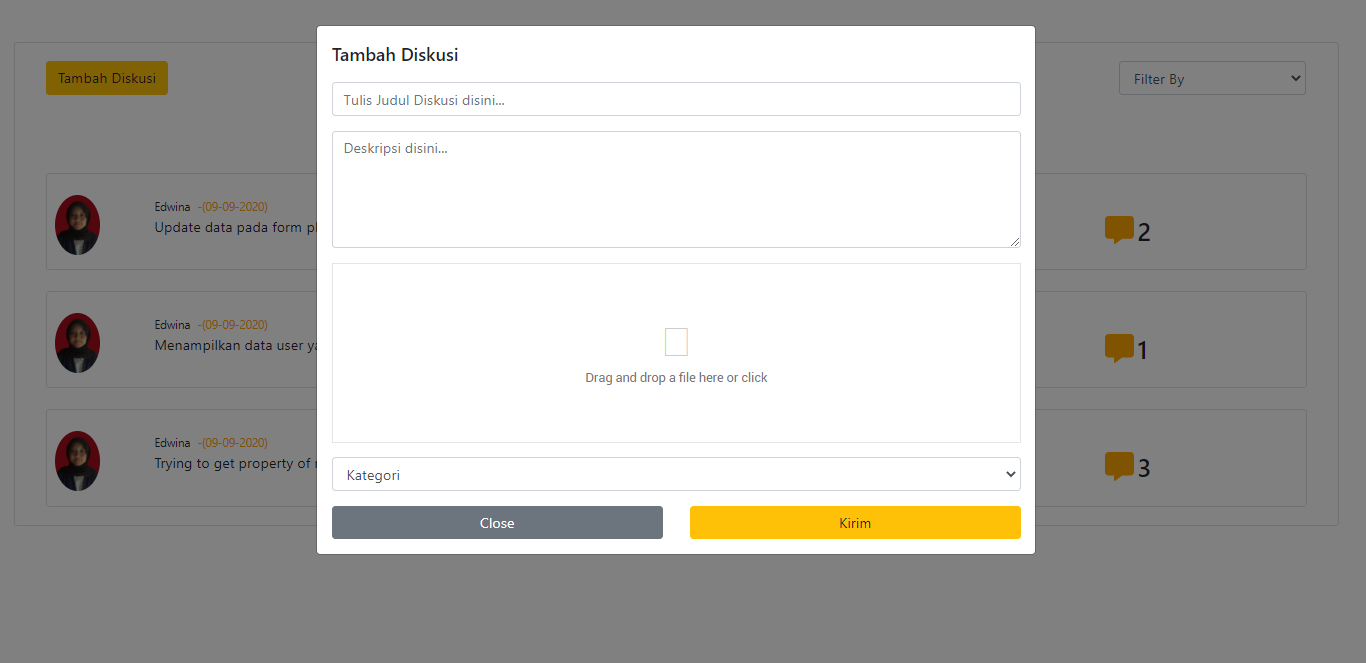 Tambah Diskusi
Tambah Diskusi
Filter By
Tulis Judul Diskusi disini...
Deskripsi disini...
Edwina -(09-09-2020)
Update data pada form
2
Edwina -(09-09-2020)
Menampilkan data user
1
Drag and drop a file here or click
Edwina -(09-09-2020)
Trying to get property of
3
Kategori
Close
Kirim